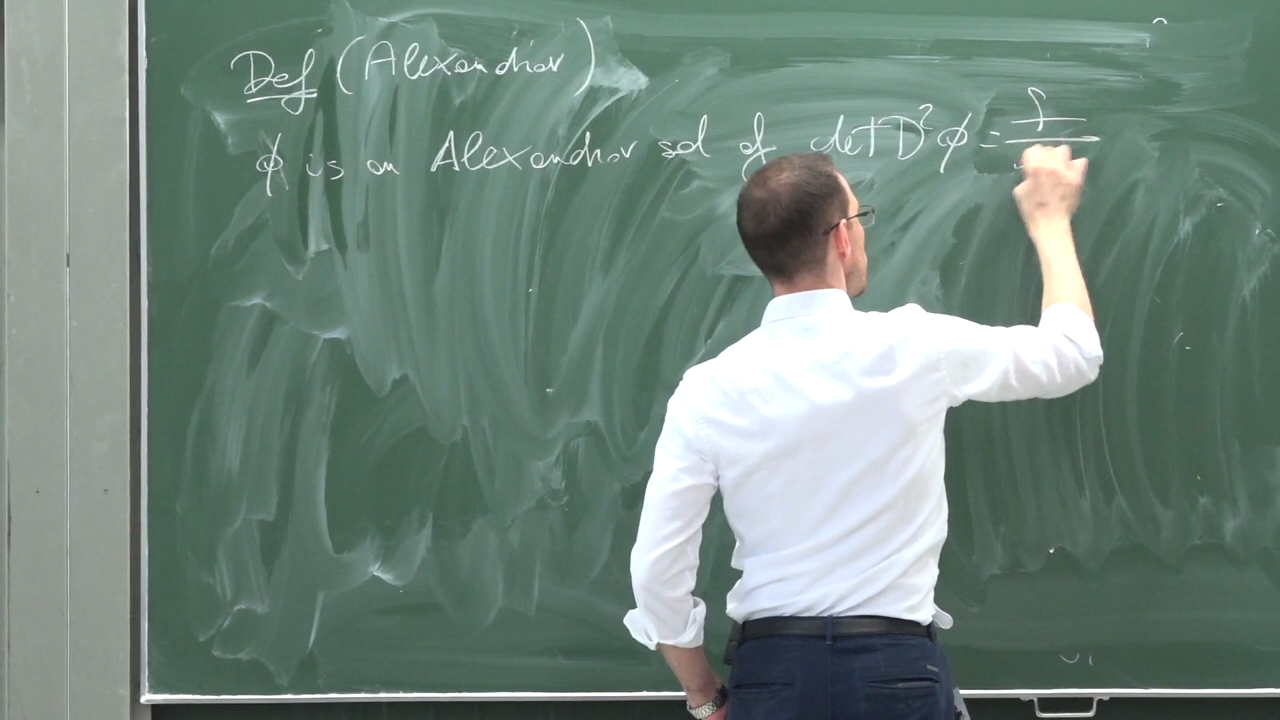 Def (Alexandrov)
ϕ is an Alexandrov sol of det D²ϕ = f